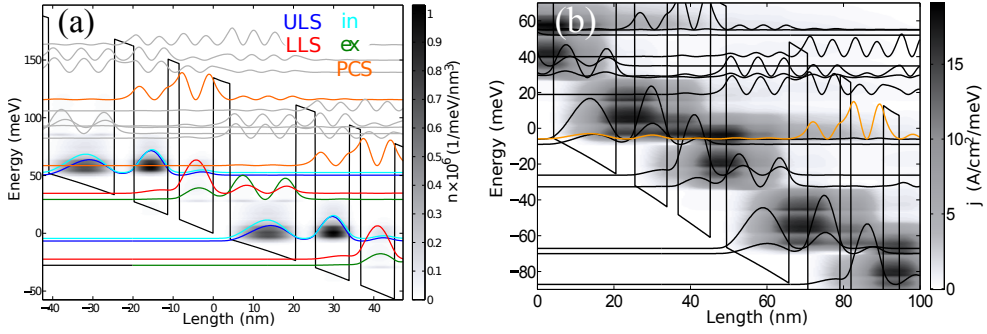 (a)
ULS in
LLS ex
PCS
Energy (meV)
150
100
50
0
−50
−40 −30 −20 −10 0 10 20 30 40
Length (nm)
1
0.9
0.8
0.7
0.6
0.5
0.4
0.3
0.2
0.1
0
n×10⁶ (1/meV/nm³)
(b)
Energy (meV)
60
40
20
0
−20
−40
−60
−80
0 20 40 60 80 100
Length (nm)
15
10
5
0
j (A/cm²/meV)